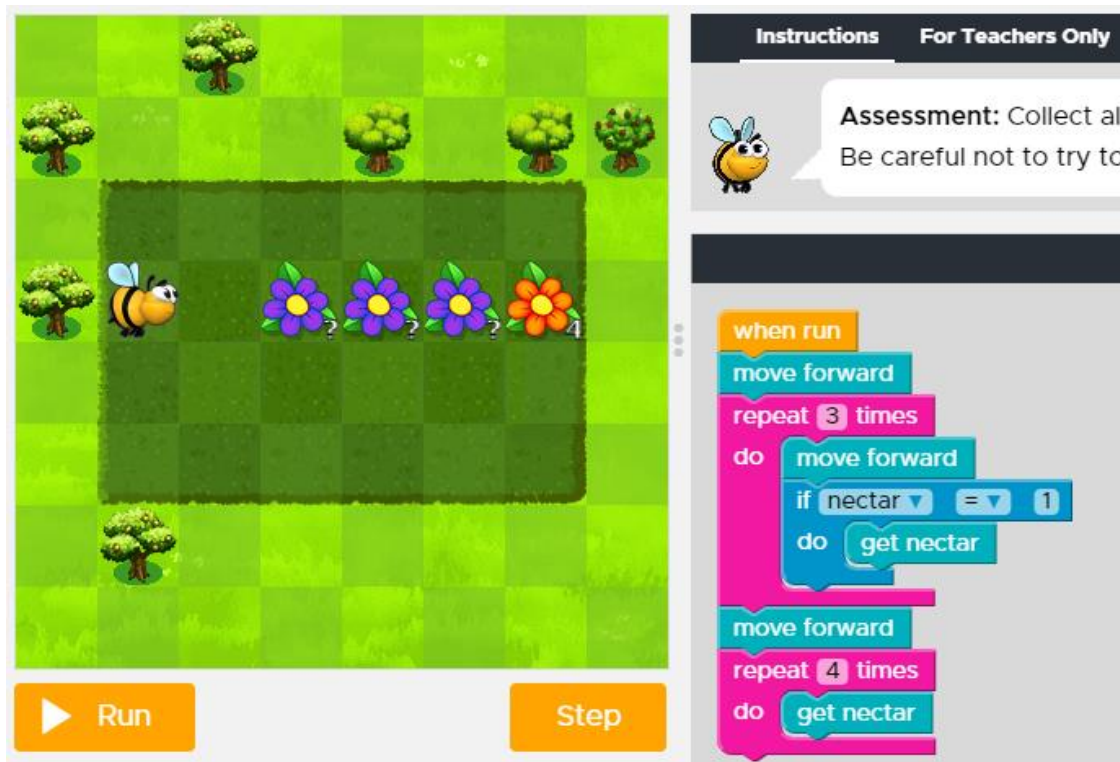 Instructions For Teachers Only
Assessment: Collect al
Be careful not to try to
? ? ? 4
when run
move forward
repeat 3 times
do move forward
if nectar = 1
do get nectar
move forward
repeat 4 times
do get nectar
Run Step